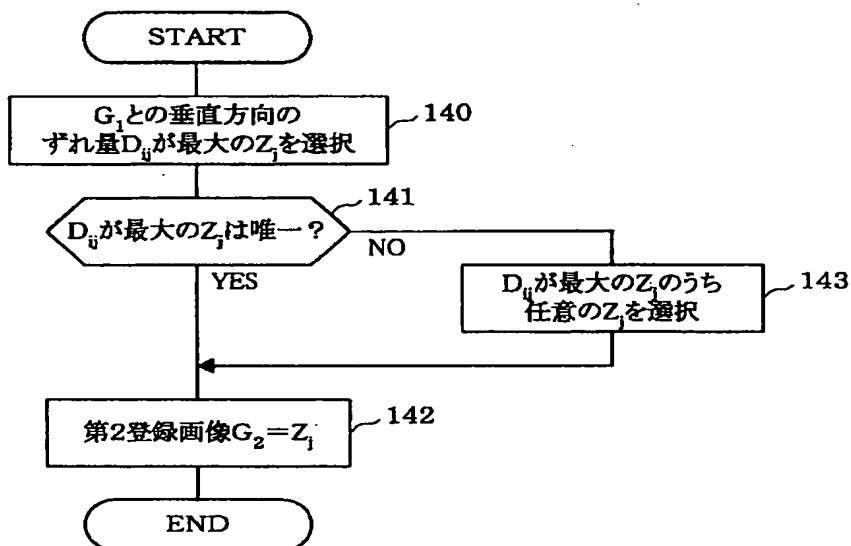 START
G₁との垂直方向の
ずれ量Dᵢⱼが最大のZⱼを選択
140
141
Dᵢⱼが最大のZⱼは唯一？
NO
YES
Dᵢⱼが最大のZⱼのうち
任意のZⱼを選択
143
第2登録画像G₂＝Zⱼ
142
END